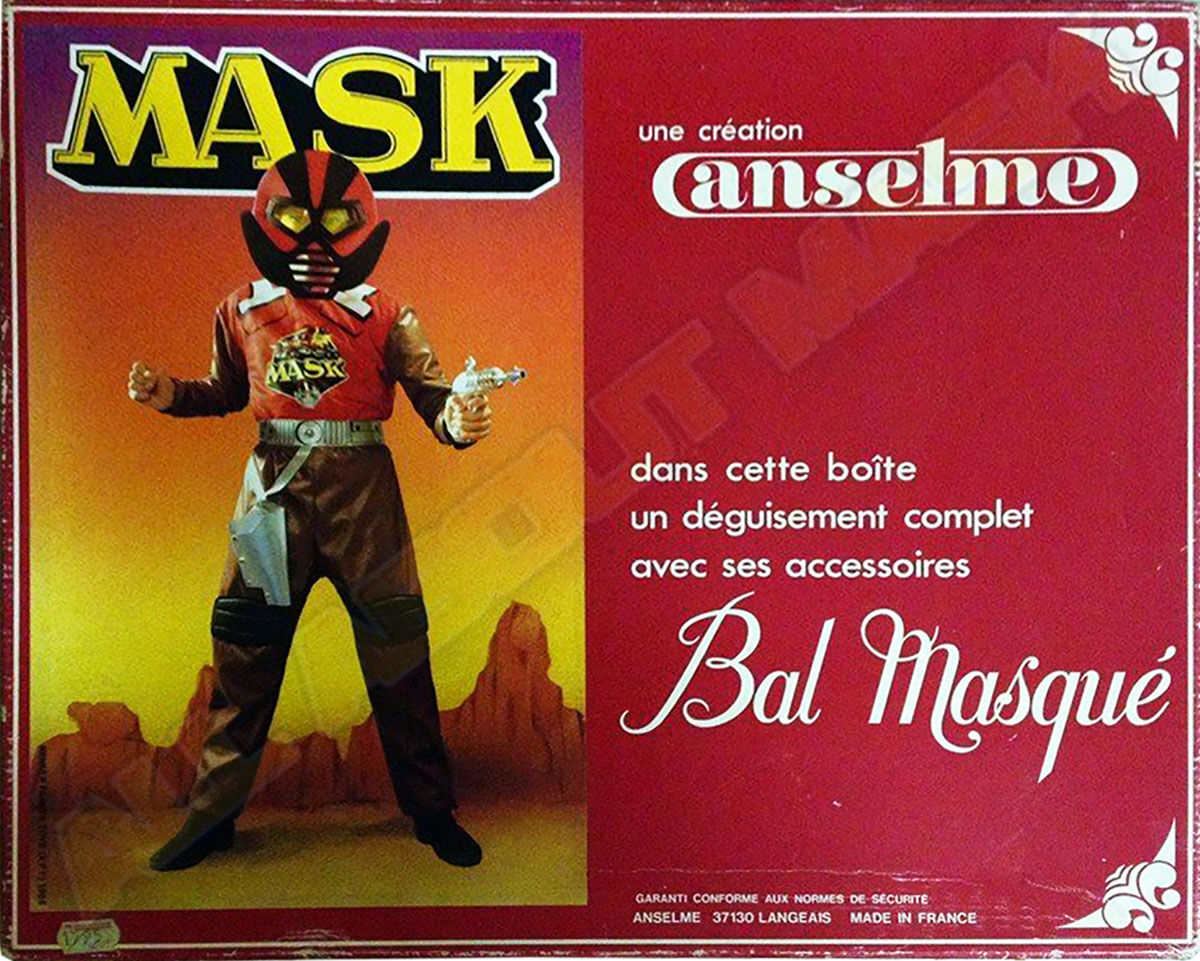 MASK
MASK
une création
anselme
dans cette boîte
un déguisement complet
avec ses accessoires
Bal Masqué
GARANTI CONFORME AUX NORMES DE SÉCURITÉ
ANSELME 37130 LANGEAIS MADE IN FRANCE